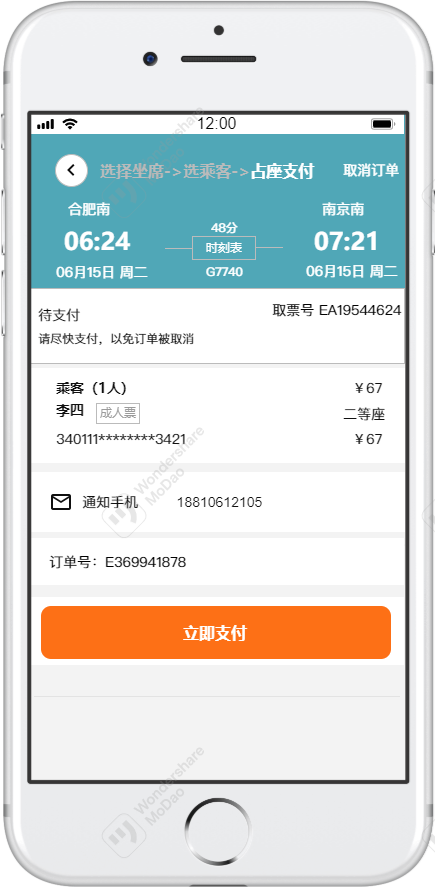 12:00
选择坐席->选乘客->占座支付 取消订单
合肥南 南京南
48分
06:24 时刻表 07:21
06月15日 周二 G7740 06月15日 周二
待支付 取票号 EA19544624
请尽快支付，以免订单被取消
乘客（1人） ￥67
李四 成人票 二等座
340111********3421 ￥67
通知手机 18810612105
订单号：E369941878
立即支付
Wondershare
MoDao
Wondershare
MoDao
Wondershare